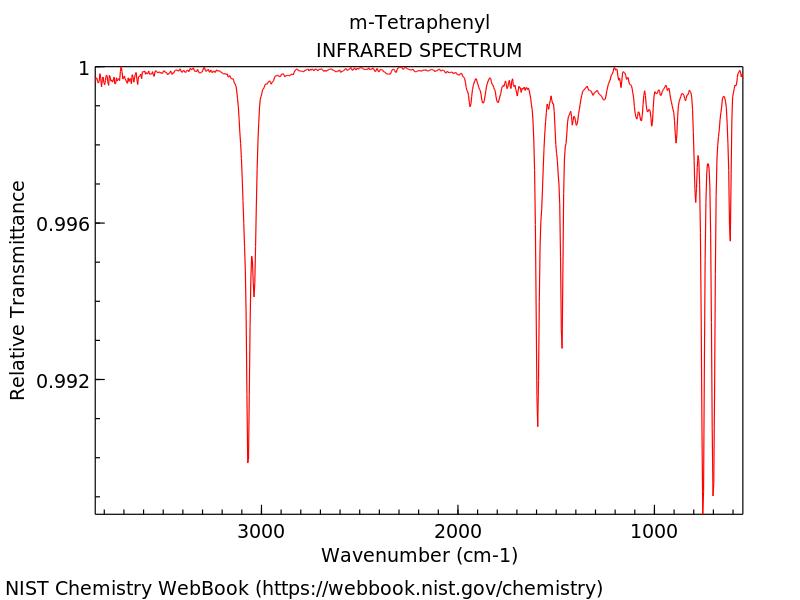 m-Tetraphenyl
INFRARED SPECTRUM
1
0.996
0.992
Relative Transmittance
3000
2000
1000
Wavenumber (cm-1)
NIST Chemistry WebBook (https://webbook.nist.gov/chemistry)